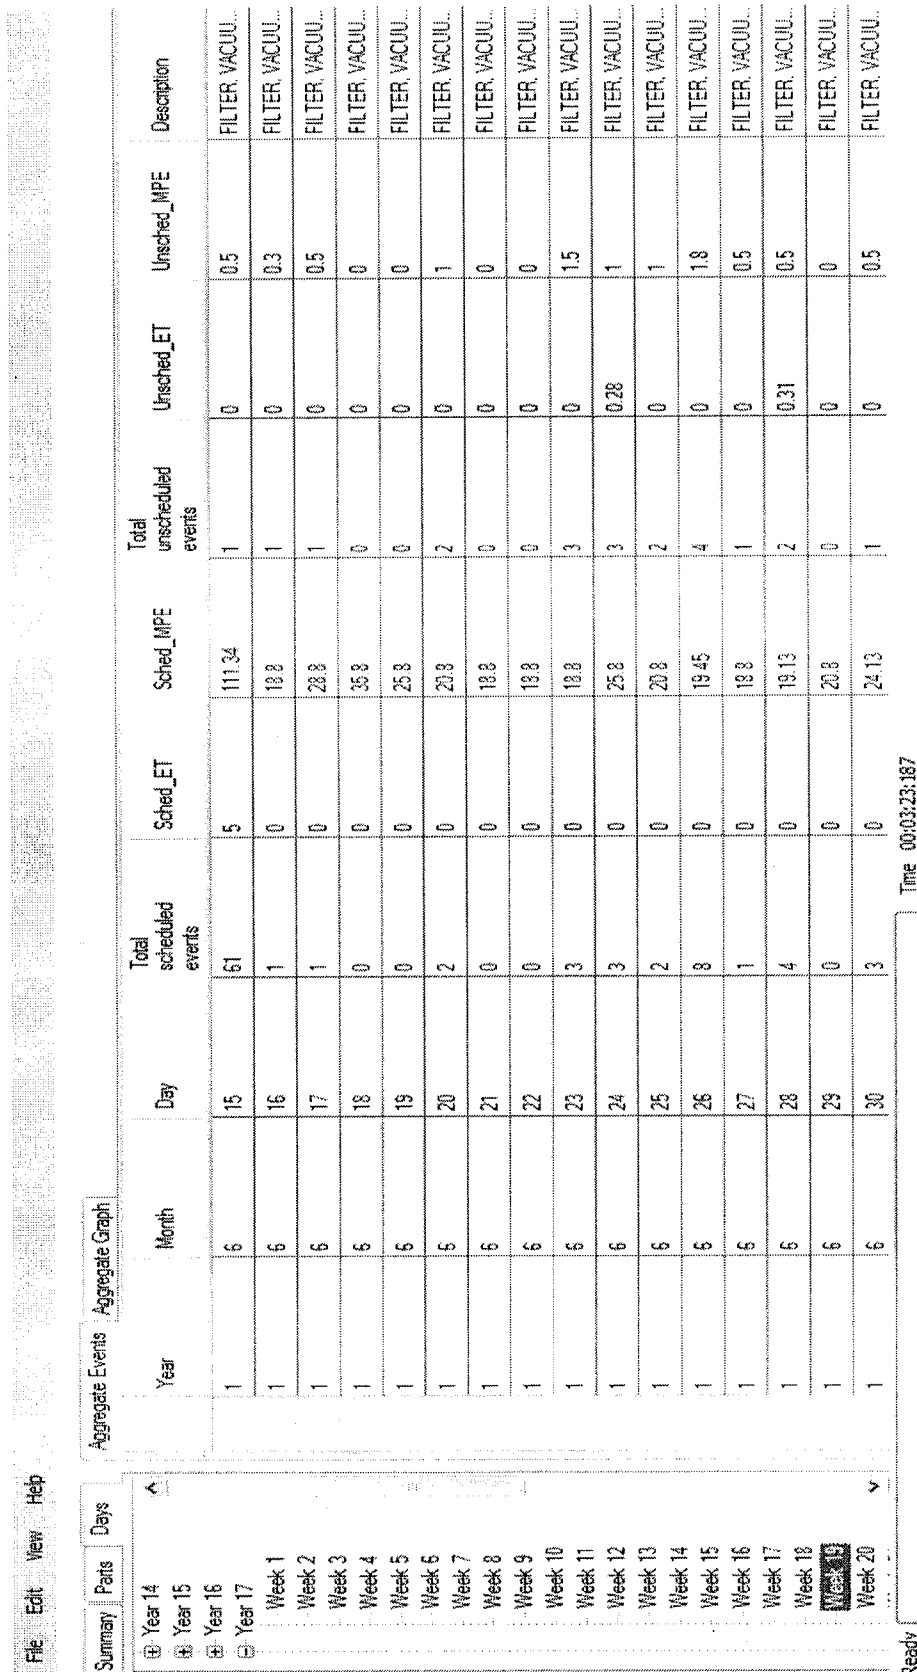 File Edit View Help
Summary Parts Days
Year 14
Year 15
Year 16
Year 17
Week 1
Week 2
Week 3
Week 4
Week 5
Week 6
Week 7
Week 8
Week 9
Week 10
Week 11
Week 12
Week 13
Week 14
Week 15
Week 16
Week 17
Week 18
Week 19
Week 20
Aggregate Events Aggregate Graph
Year Month Day Total scheduled events Sched_ET Sched_MPE Total unscheduled events Unsched_ET Unsched_MPE Description
1 6 15 61 5 111.34 1 0 0.5 FILTER, VACUU...
1 6 16 1 0 18.8 1 0 0.3 FILTER, VACUU...
1 6 17 1 0 28.8 1 0 0.5 FILTER, VACUU...
1 6 18 0 0 35.8 0 0 0 FILTER, VACUU...
1 6 19 0 0 25.8 0 0 0 FILTER, VACUU...
1 6 20 2 0 20.8 2 0 1 FILTER, VACUU...
1 6 21 0 0 18.8 0 0 0 FILTER, VACUU...
1 6 22 0 0 18.8 0 0 0 FILTER, VACUU...
1 6 23 3 0 18.8 3 0 1.5 FILTER, VACUU...
1 6 24 3 0 25.8 3 0.28 1 FILTER, VACUU...
1 6 25 2 0 20.8 2 0 1 FILTER, VACUU...
1 6 26 8 0 19.45 4 0 1.8 FILTER, VACUU...
1 6 27 1 0 18.8 1 0 0.5 FILTER, VACUU...
1 6 28 4 0 19.13 2 0.31 0.5 FILTER, VACUU...
1 6 29 0 0 20.8 0 0 0 FILTER, VACUU...
1 6 30 3 0 24.13 1 0 0.5 FILTER, VACUU...
Ready Time 00:03:23:187